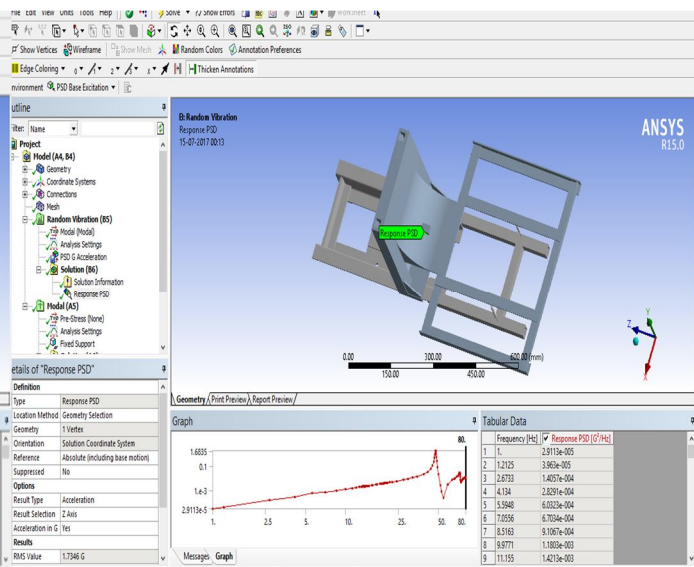 File Edit View Units Tools Help Solve ?/ Show Errors Worksheet
Show Vertices Wireframe Show Mesh Random Colors Annotation Preferences
Edge Coloring Thicken Annotations
nvironment PSD Base Excitation
utline
Filter: Name
Project
Model (A4, B4)
Geometry
Coordinate Systems
Connections
Mesh
Random Vibration (B5)
Modal (Modal)
Analysis Settings
PSD G Acceleration
Solution (B6)
Solution Information
Response PSD
Modal (A5)
Pre-Stress (None)
Analysis Settings
Fixed Support
etails of "Response PSD"
Definition
Type Response PSD
Location Method Geometry Selection
Geometry 1 Vertex
Orientation Solution Coordinate System
Reference Absolute (including base motion)
Suppressed No
Options
Result Type Acceleration
Result Selection Z Axis
Acceleration in G Yes
Results
RMS Value 1.7346 G
B: Random Vibration
Response PSD
15-07-2017 00:13
ANSYS
R15.0
Response PSD
0.00 300.00 600.00 (mm)
150.00 450.00
Y
Z
X
Geometry Print Preview Report Preview
Graph
80.
1.6835
0.1
1.e-3
2.9113e-5
1. 2.5 5. 10. 25. 50. 80.
Messages Graph
Tabular Data
Frequency [Hz] Response PSD [G²/Hz]
1 1. 2.9113e-005
2 1.2125 3.963e-005
3 2.6733 1.4057e-004
4 4.134 2.8291e-004
5 5.5948 6.0323e-004
6 7.0556 6.7034e-004
7 8.5163 9.1067e-004
8 9.9771 1.1803e-003
9 11.155 1.4213e-003